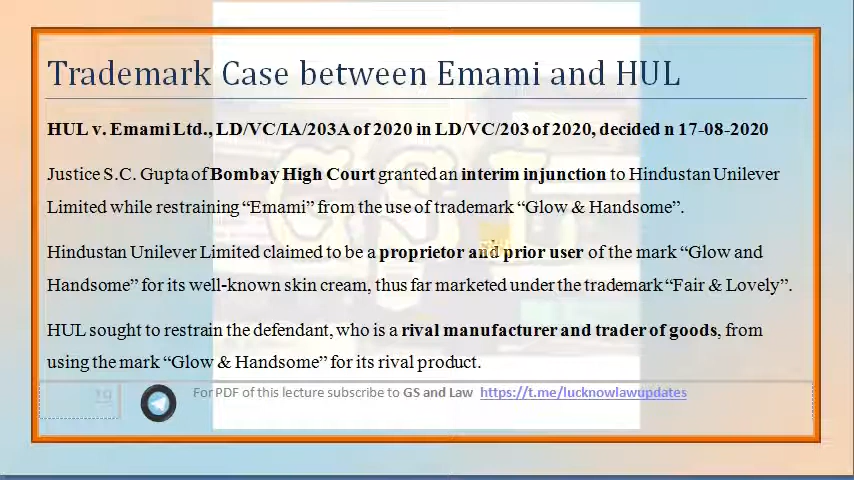 Trademark Case between Emami and HUL
HUL v. Emami Ltd., LD/VC/IA/203A of 2020 in LD/VC/203 of 2020, decided n 17-08-2020
Justice S.C. Gupta of Bombay High Court granted an interim injunction to Hindustan Unilever
Limited while restraining “Emami” from the use of trademark “Glow & Handsome”.
Hindustan Unilever Limited claimed to be a proprietor and prior user of the mark “Glow and
Handsome” for its well-known skin cream, thus far marketed under the trademark “Fair & Lovely”.
HUL sought to restrain the defendant, who is a rival manufacturer and trader of goods, from
using the mark “Glow & Handsome” for its rival product.
19 For PDF of this lecture subscribe to GS and Law https://t.me/lucknowlawupdates